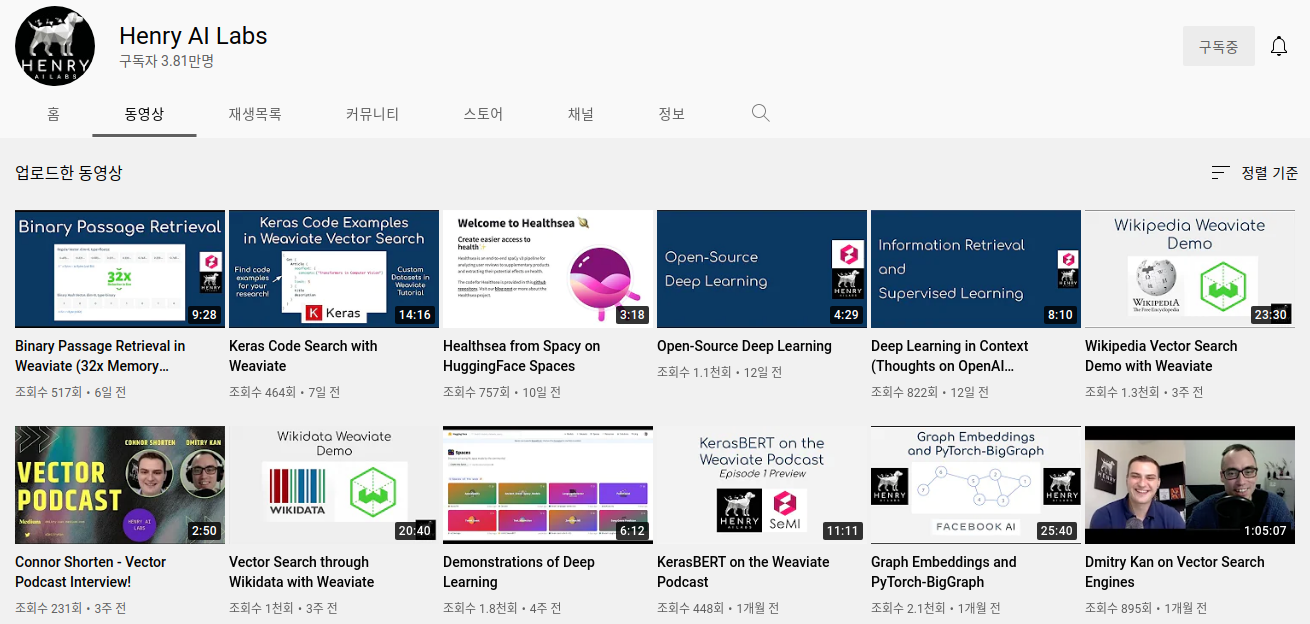 HENRY
AI LABS
Henry AI Labs
구독자 3.81만명
구독중
홈
동영상
재생목록
커뮤니티
스토어
채널
정보
업로드한 동영상
정렬 기준
Binary Passage Retrieval
32x
9:28
Binary Passage Retrieval in
Weaviate (32x Memory…
조회수 517회 • 6일 전
Keras Code Examples
in Weaviate Vector Search
Find code
examples
for your
research!
Custom
Datasets in
Weaviate
Tutorial
K Keras
14:16
Keras Code Search with
Weaviate
조회수 464회 • 7일 전
Welcome to Healthsea
Create easier access to
health
3:18
Healthsea from Spacy on
HuggingFace Spaces
조회수 757회 • 10일 전
Open-Source
Deep Learning
HENRY
4:29
Open-Source Deep Learning
조회수 1.1천회 • 12일 전
Information Retrieval
and
Supervised Learning
8:10
Deep Learning in Context
(Thoughts on OpenAI…
조회수 822회 • 12일 전
Wikipedia Weaviate
Demo
WIKIPEDIA
The Free Encyclopedia
23:30
Wikipedia Vector Search
Demo with Weaviate
조회수 1.3천회 • 3주 전
CONNOR SHORTEN
DMITRY KAN
VECTOR
PODCAST
Medium
HENRY AI
LABS
2:50
Connor Shorten - Vector
Podcast Interview!
조회수 231회 • 3주 전
Wikidata Weaviate
Demo
WIKIDATA
20:40
Vector Search through
Wikidata with Weaviate
조회수 1천회 • 3주 전
Spaces
6:12
Demonstrations of Deep
Learning
조회수 1.8천회 • 4주 전
KerasBERT on the
Weaviate Podcast
Episode 1 Preview
HENRY
AI LABS
SeMI
11:11
KerasBERT on the Weaviate
Podcast
조회수 448회 • 1개월 전
Graph Embeddings
and PyTorch-BigGraph
HENRY
HENRY
FACEBOOK AI
25:40
Graph Embeddings and
PyTorch-BigGraph
조회수 2.1천회 • 1개월 전
1:05:07
Dmitry Kan on Vector Search
Engines
조회수 895회 • 1개월 전